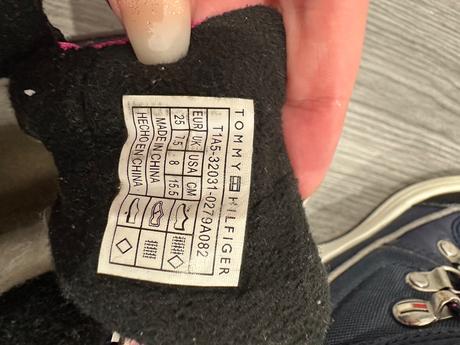 TOMMY HILFIGER
T1A5-32031-0279A082
EUR UK USA CM
25 7.5 8 15.5
MADE IN CHINA
HECHO EN CHINA